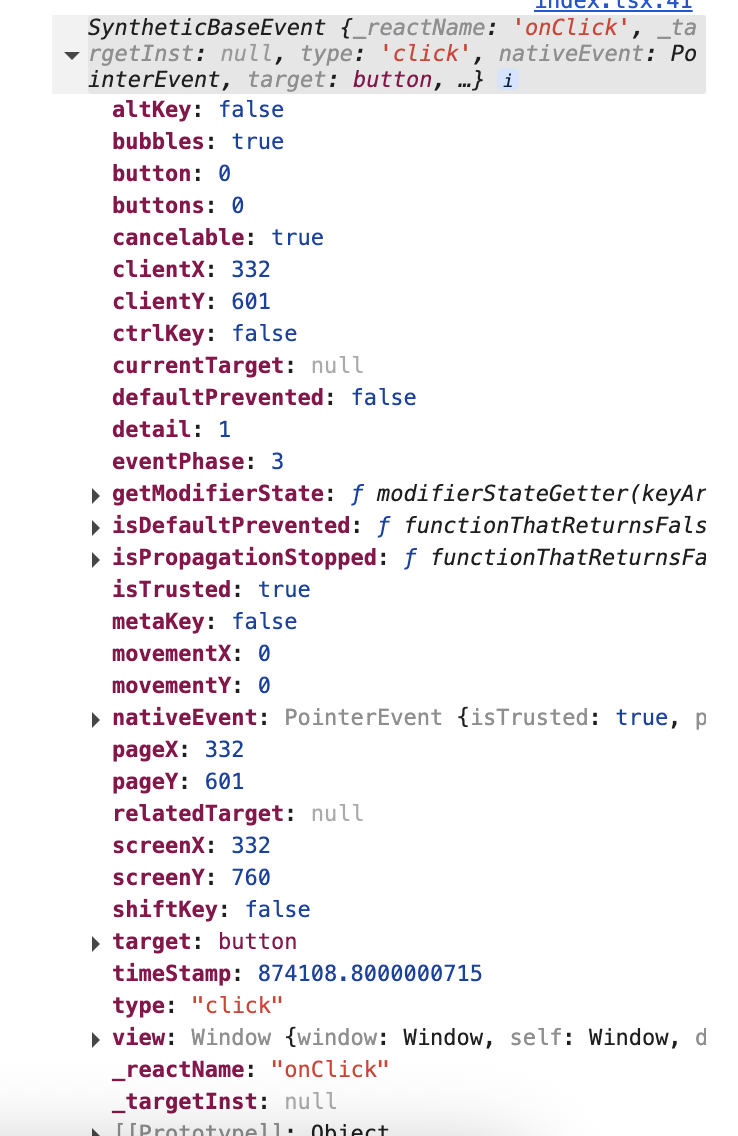 index.tsx:41
SyntheticBaseEvent {_reactName: 'onClick', _ta
rgetInst: null, type: 'click', nativeEvent: Po
interEvent, target: button, …} i
altKey: false
bubbles: true
button: 0
buttons: 0
cancelable: true
clientX: 332
clientY: 601
ctrlKey: false
currentTarget: null
defaultPrevented: false
detail: 1
eventPhase: 3
getModifierState: ƒ modifierStateGetter(keyAr
isDefaultPrevented: ƒ functionThatReturnsFals
isPropagationStopped: ƒ functionThatReturnsFa
isTrusted: true
metaKey: false
movementX: 0
movementY: 0
nativeEvent: PointerEvent {isTrusted: true, p
pageX: 332
pageY: 601
relatedTarget: null
screenX: 332
screenY: 760
shiftKey: false
target: button
timeStamp: 874108.8000000715
type: "click"
view: Window {window: Window, self: Window, d
_reactName: "onClick"
_targetInst: null
[[Prototype]]: Object